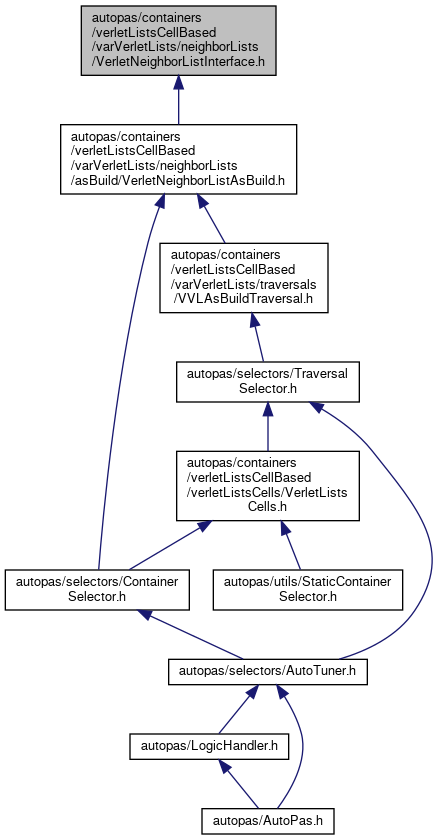 autopas/containers
/verletListsCellBased
/varVerletLists/neighborLists
/VerletNeighborListInterface.h
autopas/containers
/verletListsCellBased
/varVerletLists/neighborLists
/asBuild/VerletNeighborListAsBuild.h
autopas/containers
/verletListsCellBased
/varVerletLists/traversals
/VVLAsBuildTraversal.h
autopas/selectors/Traversal
Selector.h
autopas/containers
/verletListsCellBased
/verletListsCells/VerletLists
Cells.h
autopas/selectors/Container
Selector.h
autopas/utils/StaticContainer
Selector.h
autopas/selectors/AutoTuner.h
autopas/LogicHandler.h
autopas/AutoPas.h